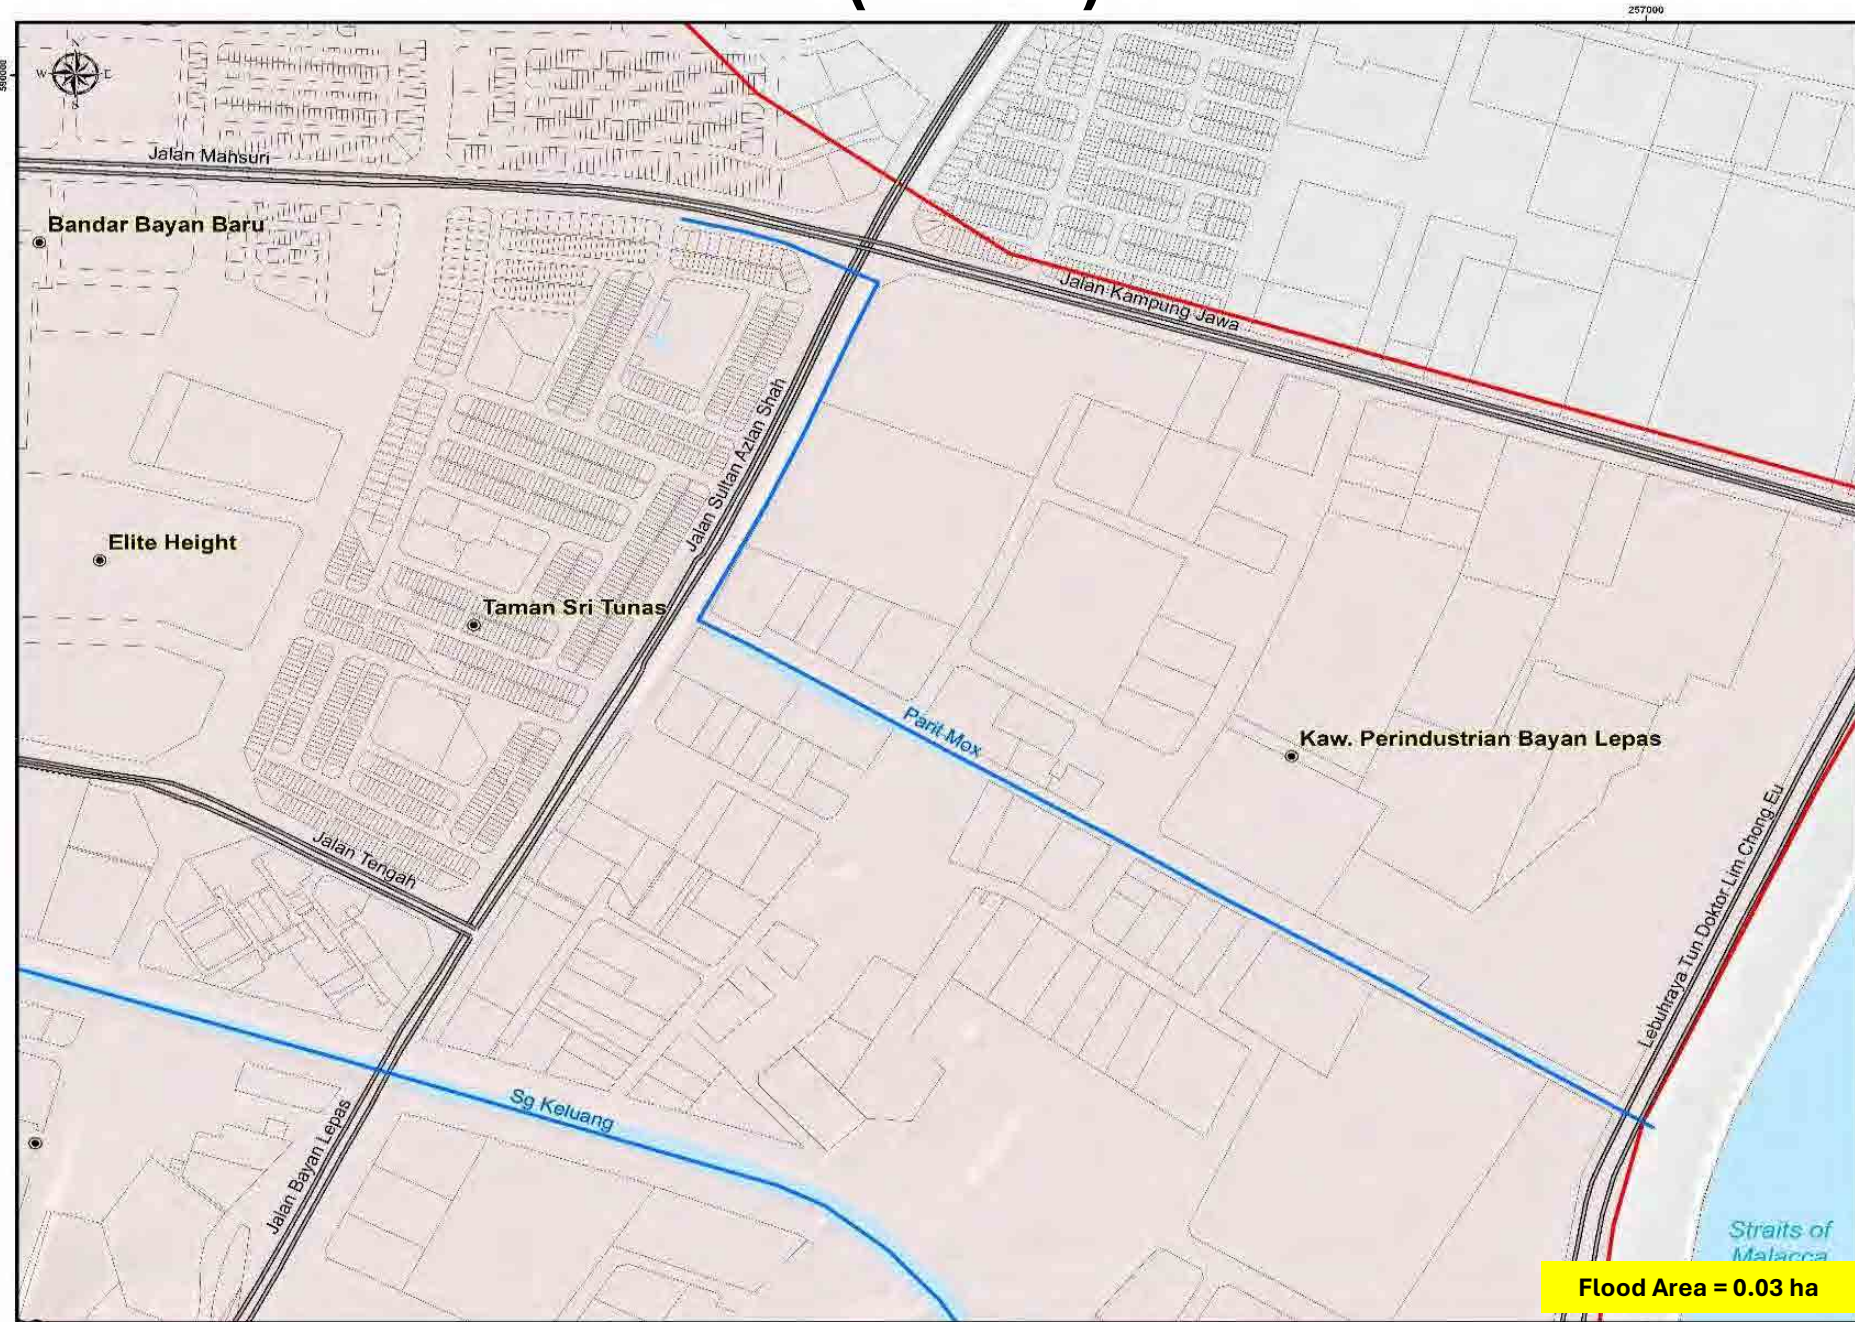 257000
N
W E
S
Jalan Mahsuri
Bandar Bayan Baru
Jalan Kampung Jawa
Jalan Sultan Azlan Shah
Elite Height
Taman Sri Tunas
Parit Mox
Kaw. Perindustrian Bayan Lepas
Lebuhraya Tun Doktor Lim Chong Eu
Jalan Tengah
Sg Keluang
Jalan Bayan Lepas
Straits of
Malacca
Flood Area = 0.03 ha